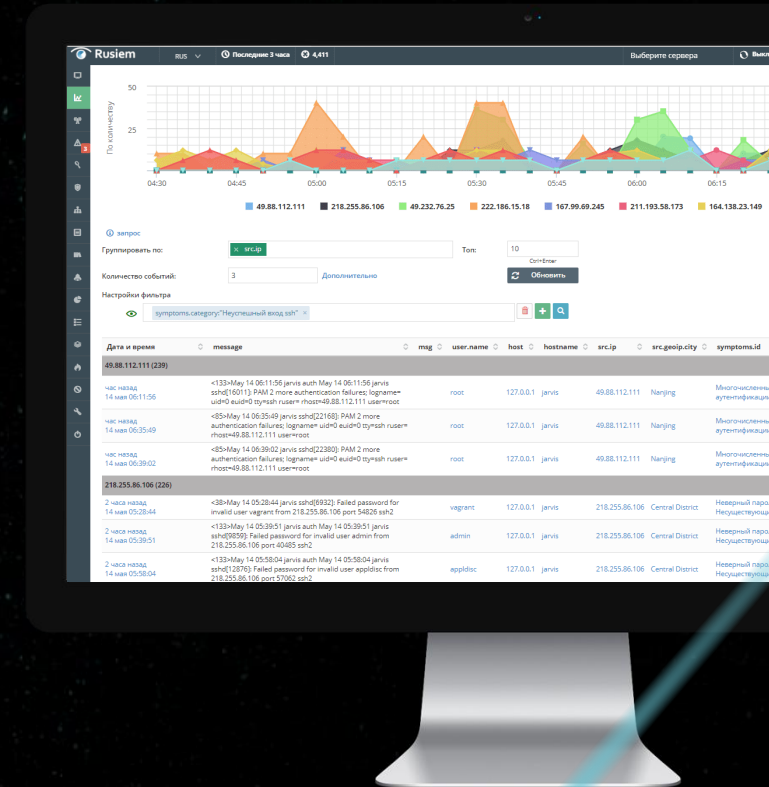 Rusiem RUS Последние 3 часа 4,411 Выберите сервера Выкл
50
По количеству
25
3
04:30 04:45 05:00 05:15 05:30 05:45 06:00 06:15
49.88.112.111 218.255.86.106 49.232.76.25 222.186.15.18 167.99.69.245 211.193.58.173 164.138.23.149
запрос
Группировать по: × src.ip Топ: 10
Ctrl+Enter
Количество событий: 3 Дополнительно Обновить
Настройки фильтра
symptoms.category:"Неуспешный вход ssh" ×
Дата и время message msg user.name host hostname src.ip src.geoip.city symptoms.id
49.88.112.111 (239)
<133>May 14 06:11:56 jarvis auth May 14 06:11:56 jarvis
час назад
14 мая 06:11:56
sshd[16011]: PAM 2 more authentication failures; logname=
uid=0 euid=0 tty=ssh ruser= rhost=49.88.112.111 user=root
root 127.0.0.1 jarvis 49.88.112.111 Nanjing
Многочисленны
аутентификации
час назад
14 мая 06:35:49
<85>May 14 06:35:49 jarvis sshd[22168]: PAM 2 more
authentication failures; logname= uid=0 euid=0 tty=ssh ruser=
rhost=49.88.112.111 user=root
root 127.0.0.1 jarvis 49.88.112.111 Nanjing
Многочисленны
аутентификации
час назад
14 мая 06:39:02
<85>May 14 06:39:02 jarvis sshd[22380]: PAM 2 more
authentication failures; logname= uid=0 euid=0 tty=ssh ruser=
rhost=49.88.112.111 user=root
root 127.0.0.1 jarvis 49.88.112.111 Nanjing
Многочисленны
аутентификации
218.255.86.106 (226)
2 часа назад
14 мая 05:28:44
<38>May 14 05:28:44 jarvis sshd[6932]: Failed password for
invalid user vagrant from 218.255.86.106 port 54826 ssh2
vagrant 127.0.0.1 jarvis 218.255.86.106 Central District
Неверный паро
Несуществующи
2 часа назад
14 мая 05:39:51
<133>May 14 05:39:51 jarvis auth May 14 05:39:51 jarvis
sshd[9859]: Failed password for invalid user admin from
218.255.86.106 port 40485 ssh2
admin 127.0.0.1 jarvis 218.255.86.106 Central District
Неверный паро
Несуществующи
2 часа назад
14 мая 05:58:04
<133>May 14 05:58:04 jarvis auth May 14 05:58:04 jarvis
sshd[12876]: Failed password for invalid user appldisc from
218.255.86.106 port 57062 ssh2
appldisc 127.0.0.1 jarvis 218.255.86.106 Central District
Неверный паро
Несуществующи